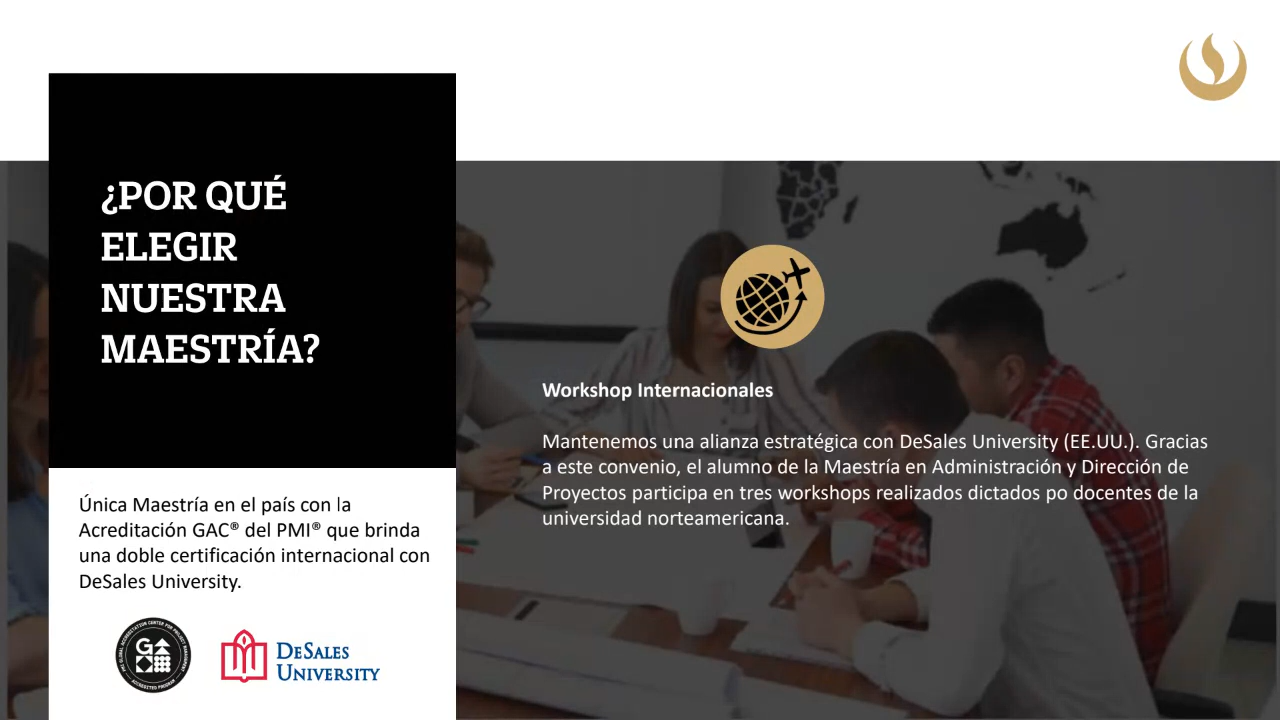 ¿POR QUÉ
ELEGIR
NUESTRA
MAESTRÍA?
Única Maestría en el país con la
Acreditación GAC® del PMI® que brinda
una doble certificación internacional con
DeSales University.
DESALES
UNIVERSITY
Workshop Internacionales
Mantenemos una alianza estratégica con DeSales University (EE.UU.). Gracias
a este convenio, el alumno de la Maestría en Administración y Dirección de
Proyectos participa en tres workshops realizados dictados po docentes de la
universidad norteamericana.